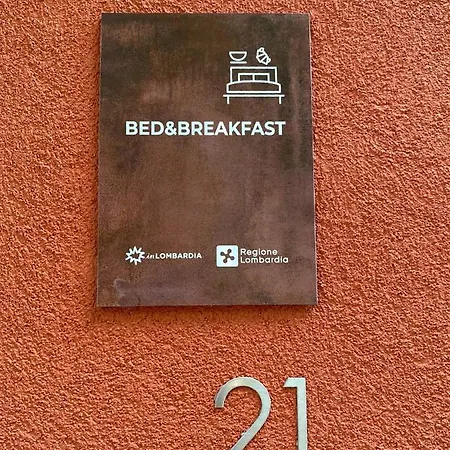 BED&BREAKFAST
inLOMBARDIA
Regione
Lombardia
21